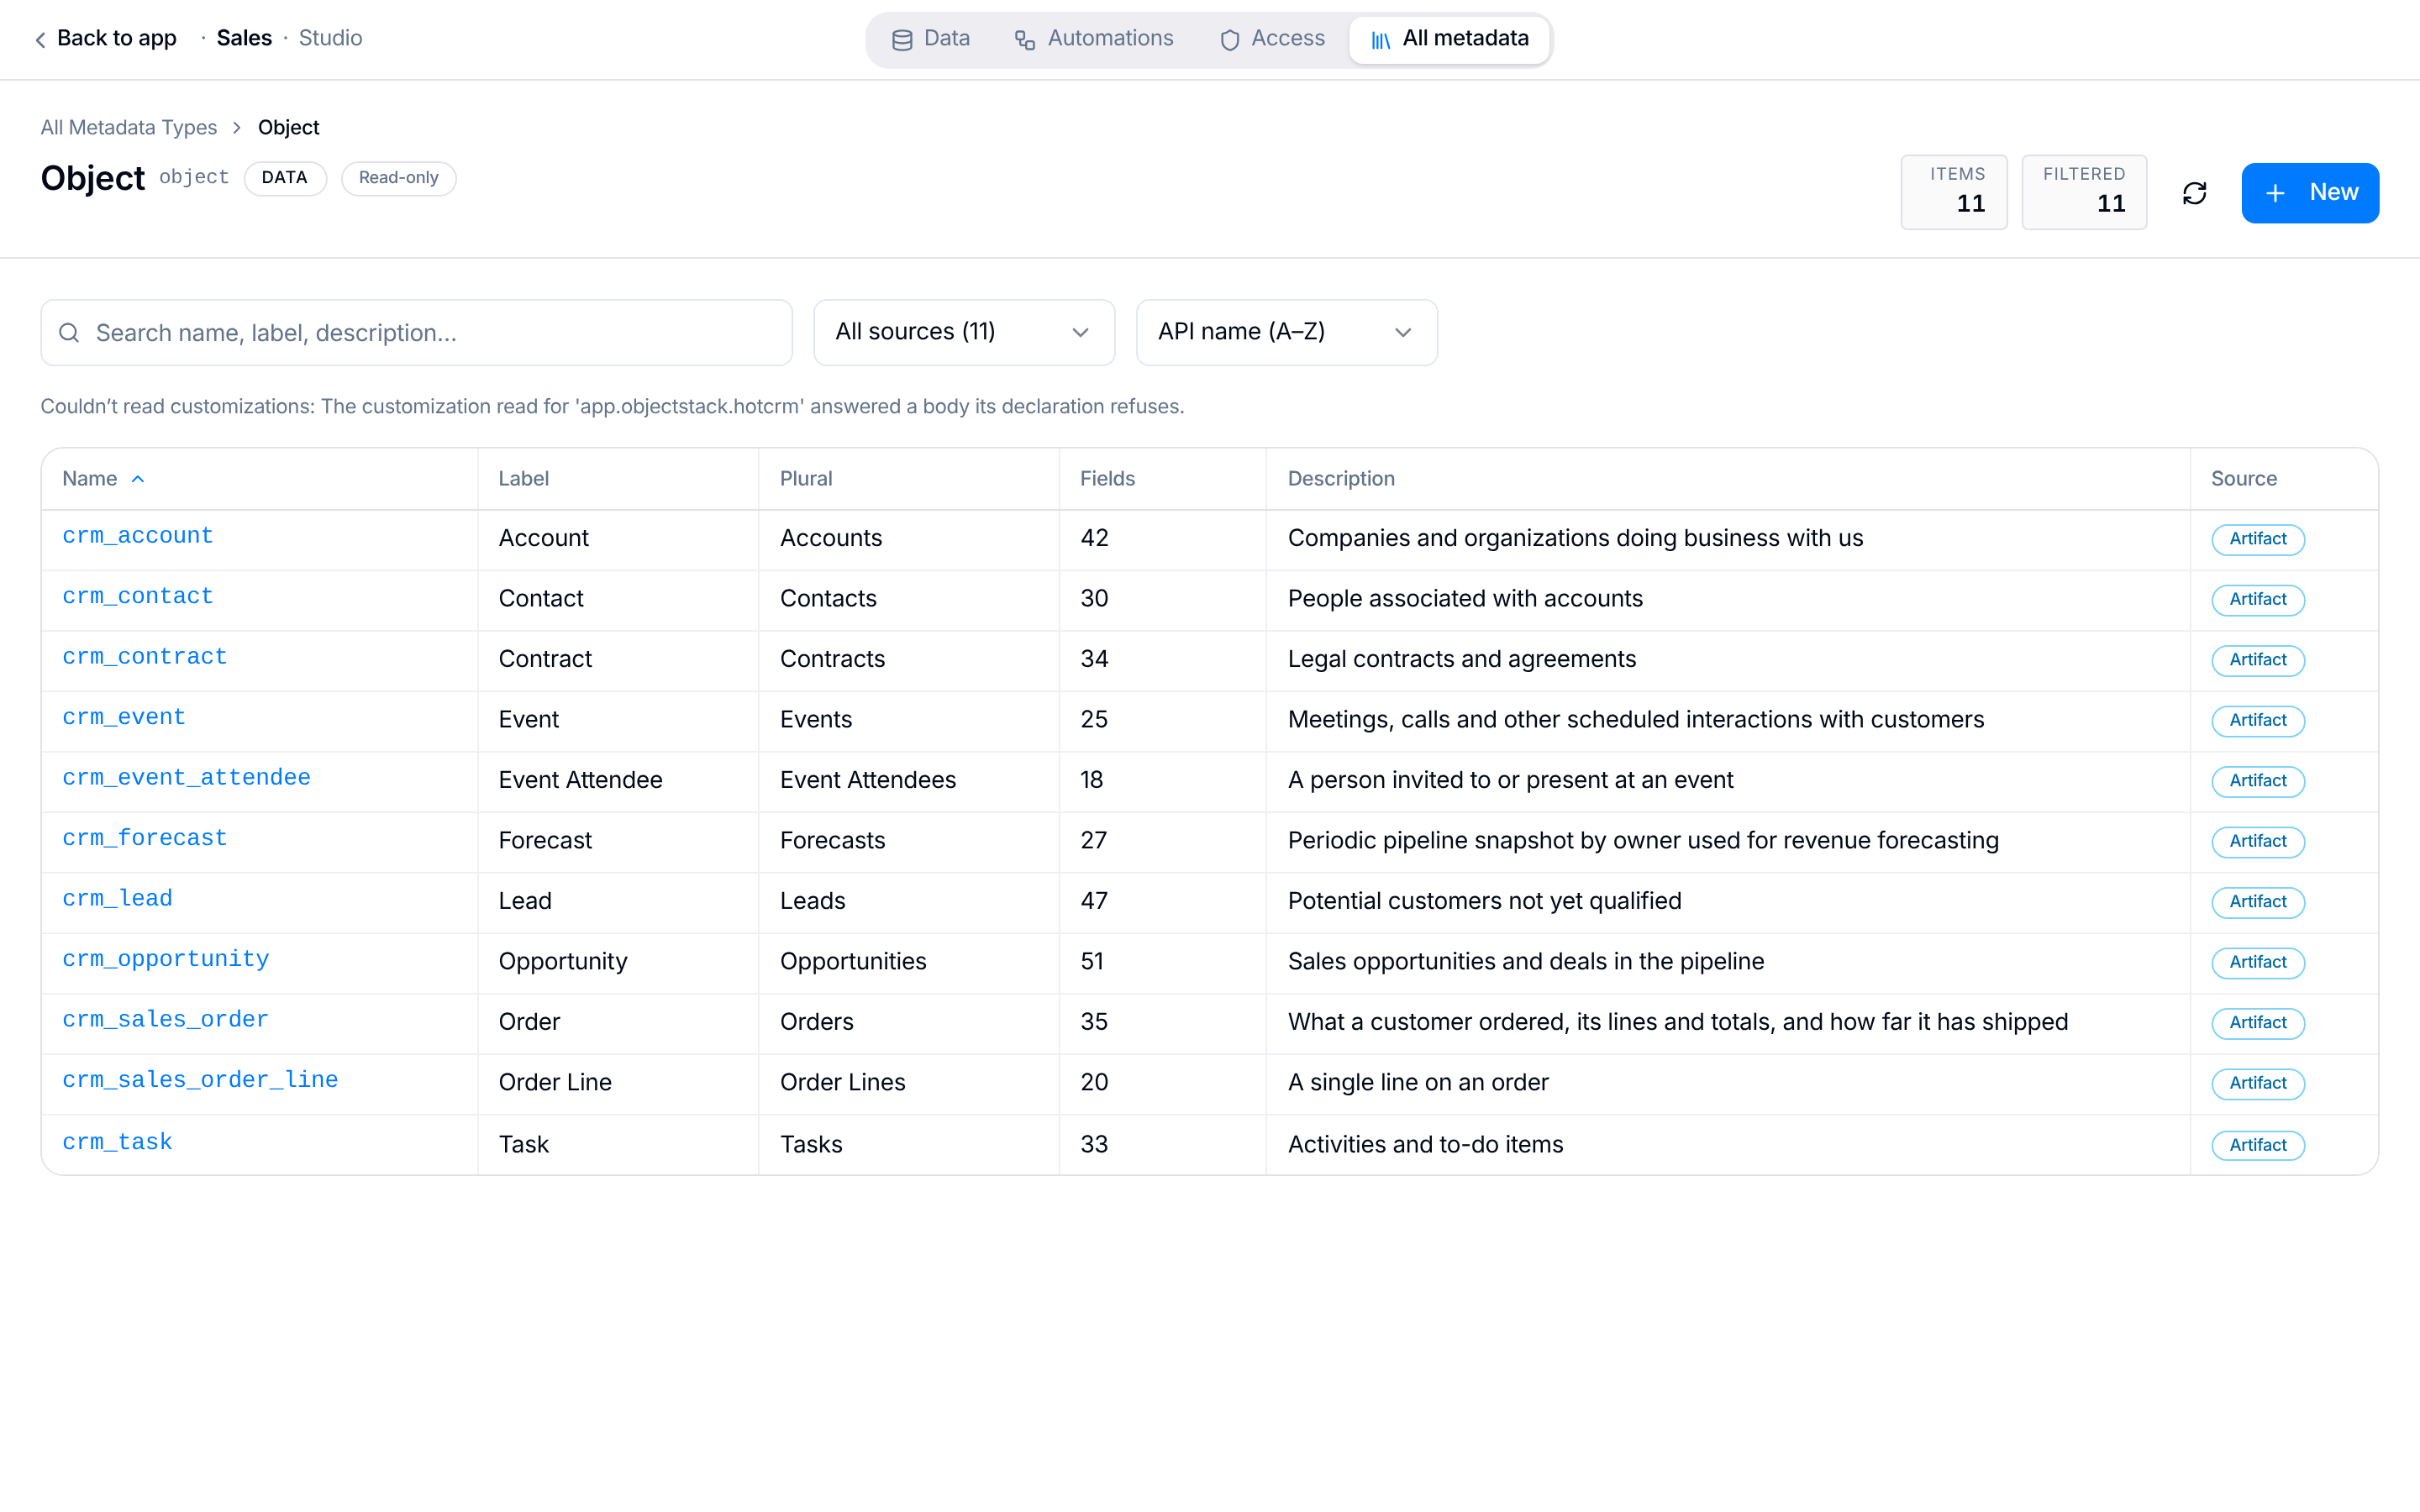 Back to app · Sales · Studio
Data Automations Access All metadata
All Metadata Types > Object
Object object DATA Read-only
ITEMS 11
FILTERED 11
+ New
Search name, label, description...
All sources (11)
API name (A–Z)
Couldn’t read customizations: The customization read for 'app.objectstack.hotcrm' answered a body its declaration refuses.
Name Label Plural Fields Description Source
crm_account Account Accounts 42 Companies and organizations doing business with us Artifact
crm_contact Contact Contacts 30 People associated with accounts Artifact
crm_contract Contract Contracts 34 Legal contracts and agreements Artifact
crm_event Event Events 25 Meetings, calls and other scheduled interactions with customers Artifact
crm_event_attendee Event Attendee Event Attendees 18 A person invited to or present at an event Artifact
crm_forecast Forecast Forecasts 27 Periodic pipeline snapshot by owner used for revenue forecasting Artifact
crm_lead Lead Leads 47 Potential customers not yet qualified Artifact
crm_opportunity Opportunity Opportunities 51 Sales opportunities and deals in the pipeline Artifact
crm_sales_order Order Orders 35 What a customer ordered, its lines and totals, and how far it has shipped Artifact
crm_sales_order_line Order Line Order Lines 20 A single line on an order Artifact
crm_task Task Tasks 33 Activities and to-do items Artifact